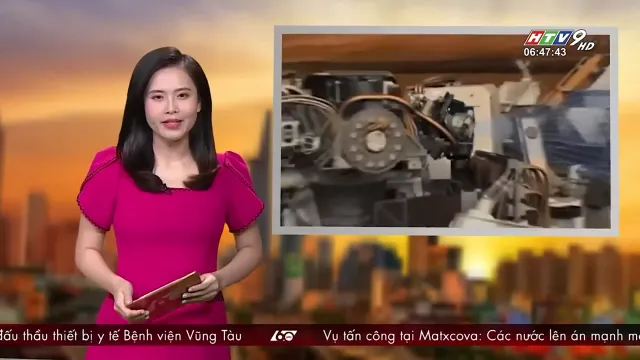 HTV9 HD
06:47:43
đấu thầu thiết bị y tế Bệnh viện Vũng Tàu
Vụ tấn công tại Matxcova: Các nước lên án mạnh m